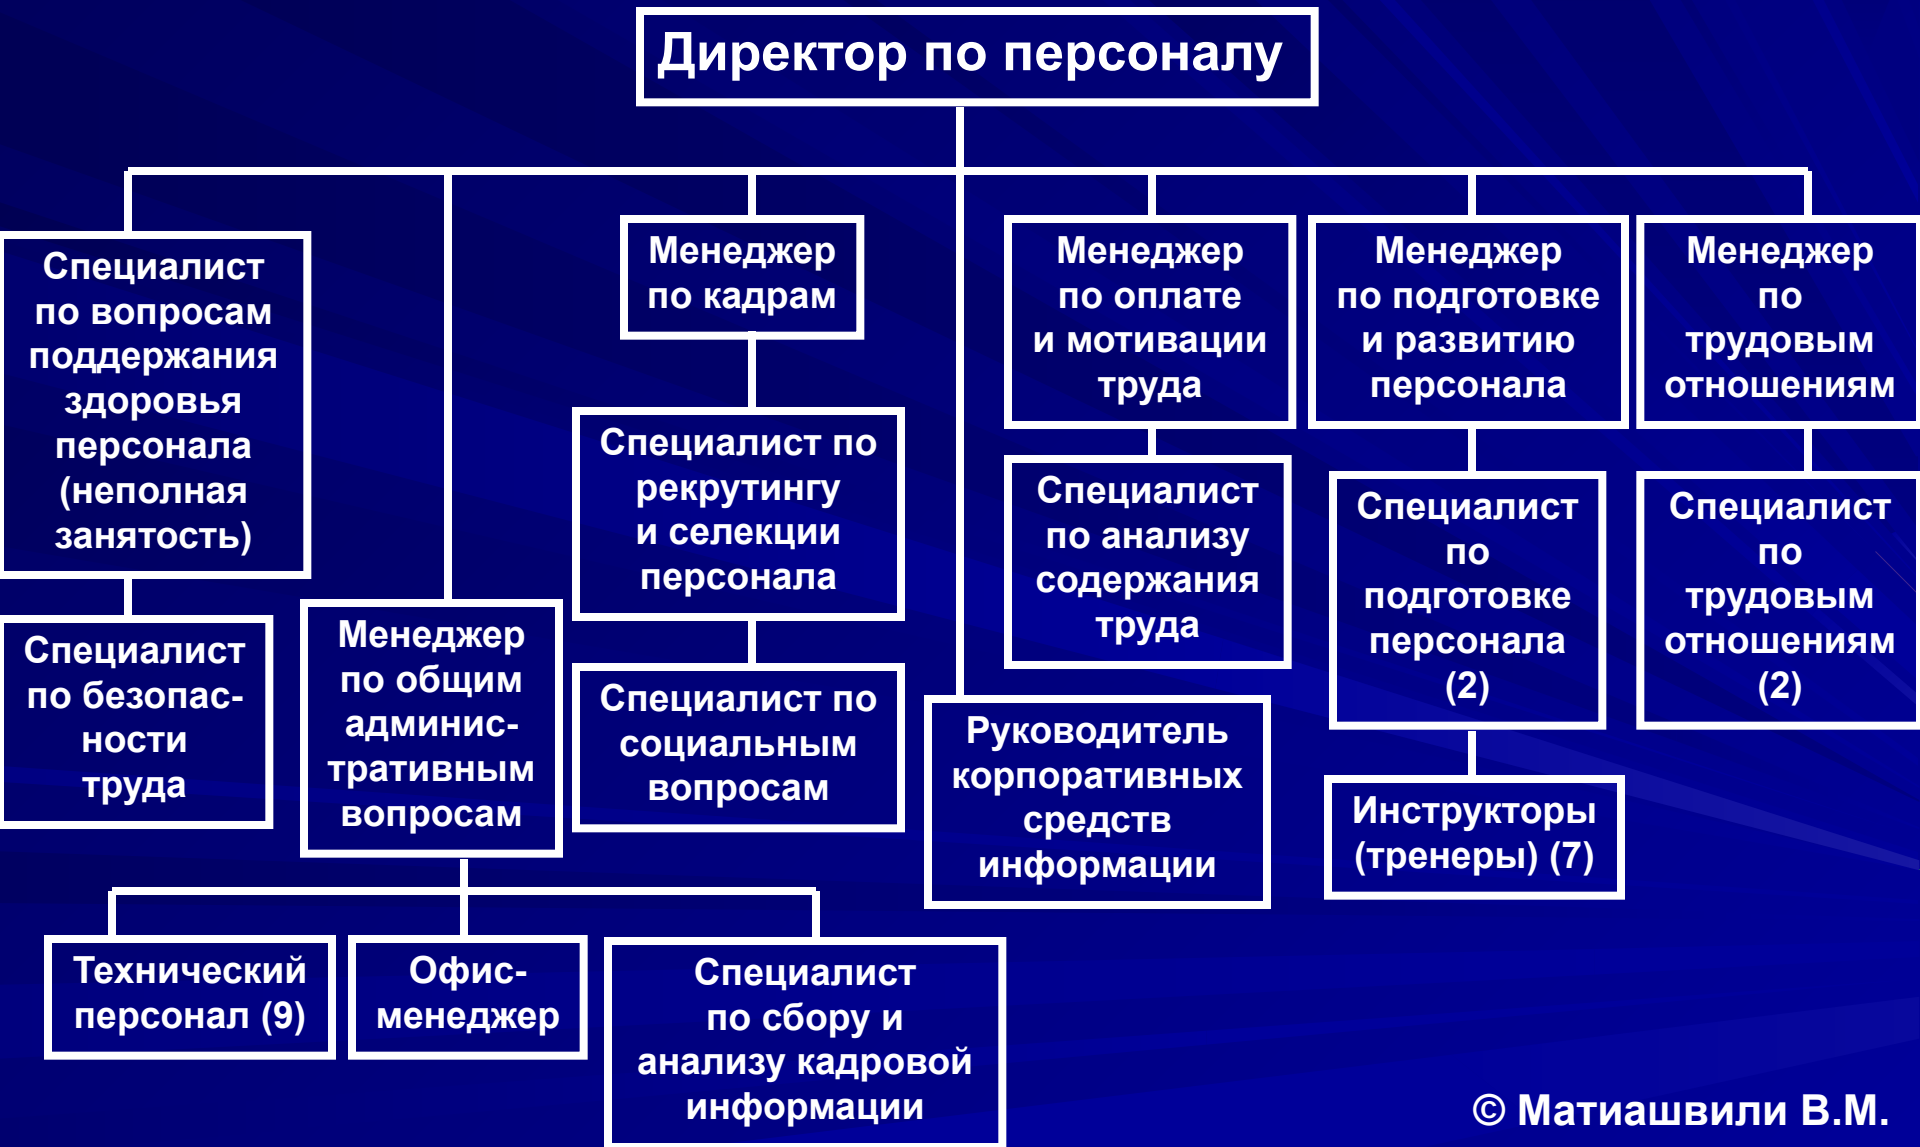 Директор по персоналу
Специалист
по вопросам
поддержания
здоровья
персонала
(неполная
занятость)
Специалист
по безопас-
ности
труда
Менеджер
по общим
админис-
тративным
вопросам
Технический
персонал (9)
Офис-
менеджер
Специалист
по сбору и
анализу кадровой
информации
Менеджер
по кадрам
Специалист по
рекрутингу
и селекции
персонала
Специалист по
социальным
вопросам
Руководитель
корпоративных
средств
информации
Менеджер
по оплате
и мотивации
труда
Специалист
по анализу
содержания
труда
Менеджер
по подготовке
и развитию
персонала
Специалист
по
подготовке
персонала
(2)
Инструкторы
(тренеры) (7)
Менеджер
по
трудовым
отношениям
Специалист
по
трудовым
отношениям
(2)
© Матиашвили В.М.